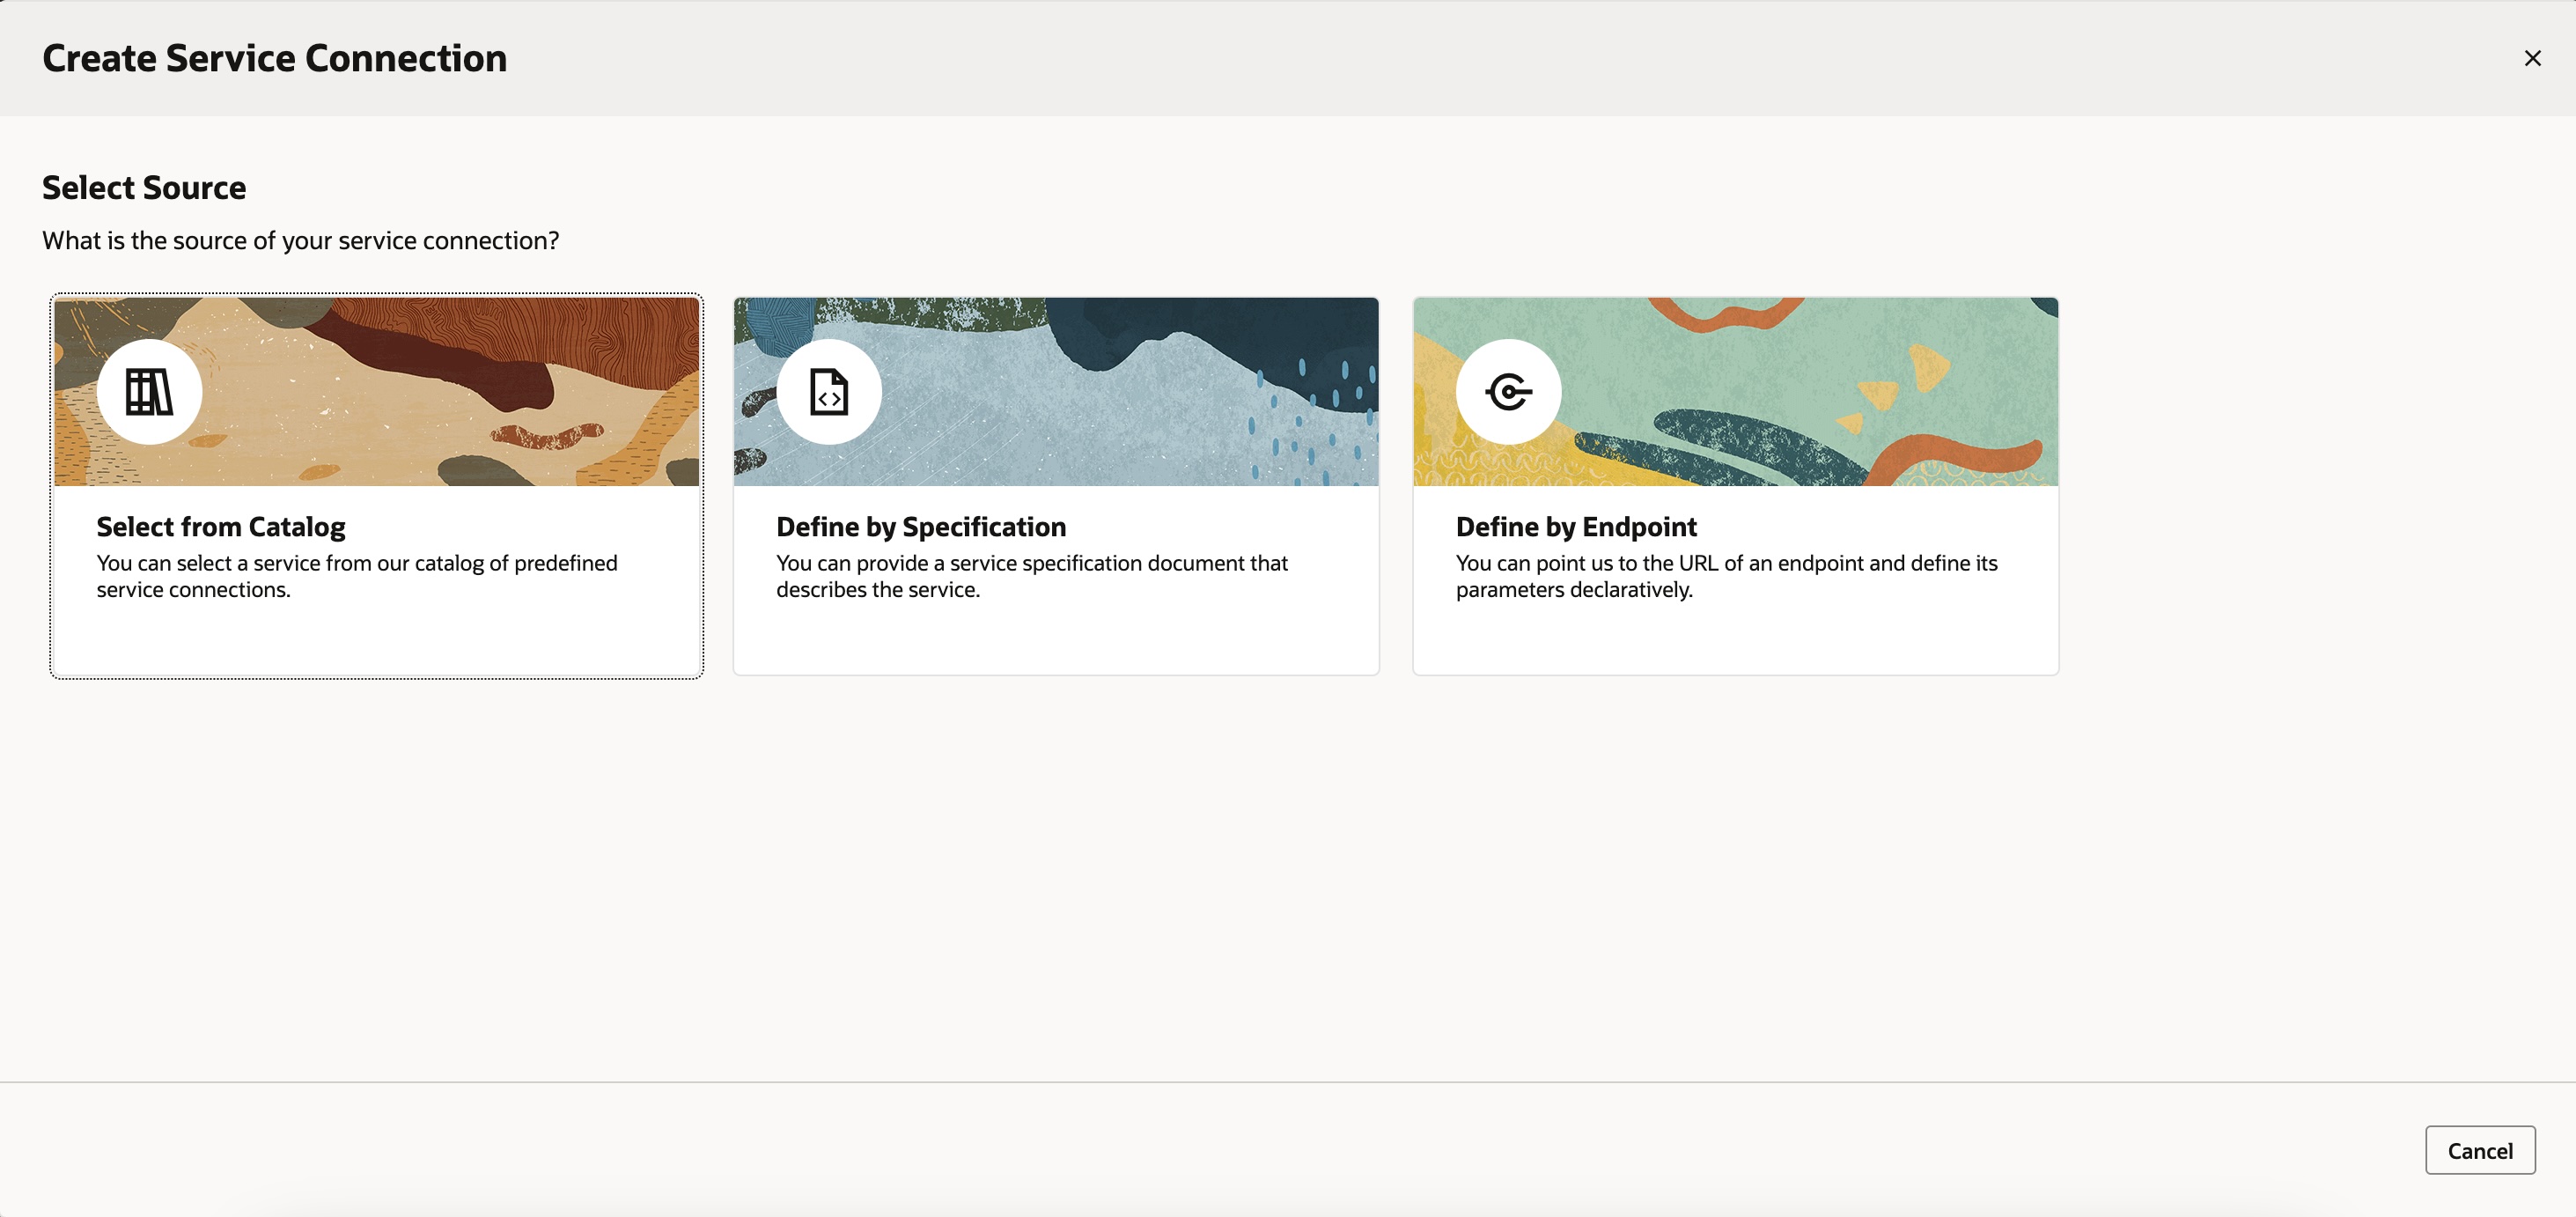 Create Service Connection
Select Source
What is the source of your service connection?
Select from Catalog
You can select a service from our catalog of predefined
service connections.
Define by Specification
You can provide a service specification document that
describes the service.
Define by Endpoint
You can point us to the URL of an endpoint and define its
parameters declaratively.
Cancel